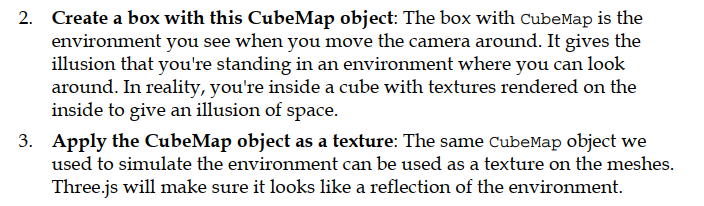 2. Create a box with this CubeMap object: The box with CubeMap is the
environment you see when you move the camera around. It gives the
illusion that you're standing in an environment where you can look
around. In reality, you're inside a cube with textures rendered on the
inside to give an illusion of space.
3. Apply the CubeMap object as a texture: The same CubeMap object we
used to simulate the environment can be used as a texture on the meshes.
Three.js will make sure it looks like a reflection of the environment.